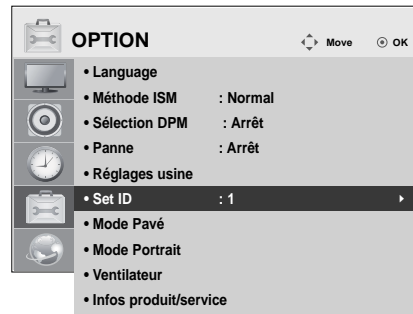 OPTION Move OK
• Language
• Méthode ISM : Normal
• Sélection DPM : Arrêt
• Panne : Arrêt
• Réglages usine
• Set ID : 1
• Mode Pavé
• Mode Portrait
• Ventilateur
• Infos produit/service